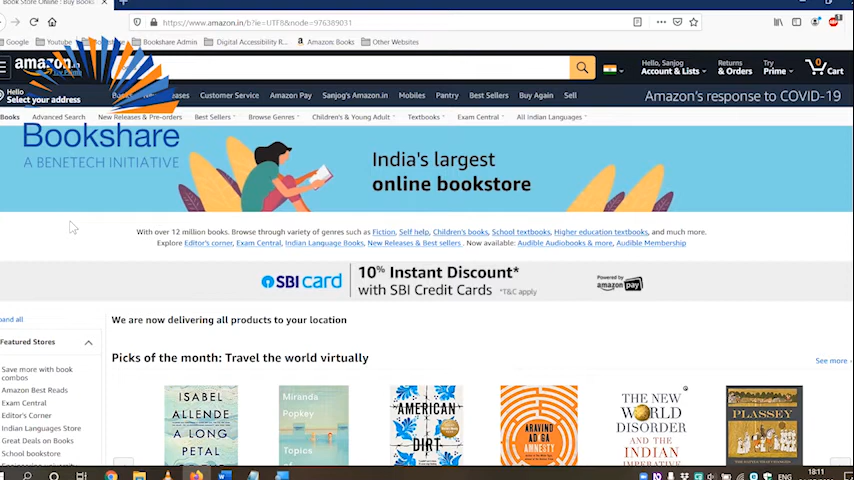 Book Store Online : Buy Books
https://www.amazon.in/b?ie=UTF8&node=976389031
Google Youtube Bookshare Admin Digital Accessibility R... Amazon.in: Books Other Websites
amazon.in
Hello, Sanjog
Account & Lists
Returns
& Orders
Try
Prime
0
Cart
Hello
Select your address
Customer Service Amazon Pay Sanjog's Amazon.in Mobiles Pantry Best Sellers Buy Again Sell
Amazon's response to COVID-19
Books Advanced Search New Releases & Pre-orders Best Sellers Browse Genres Children's & Young Adult Textbooks Exam Central All Indian Languages
Bookshare
A BENETECH INITIATIVE
India's largest
online bookstore
With over 12 million books. Browse through variety of genres such as Fiction, Self help, Children's books, School textbooks, Higher education textbooks, and much more.
Explore Editor's corner, Exam Central, Indian Language Books, New Releases & Best sellers . Now available: Audible Audiobooks & more, Audible Membership
SBI card
10% Instant Discount*
with SBI Credit Cards *T&C apply
Powered by
amazon pay
We are now delivering all products to your location
Featured Stores
Picks of the month: Travel the world virtually
See more
Save more with book
combos
Amazon Best Reads
Exam Central
Editor's Corner
Indian Languages Store
Great Deals on Books
School bookstore
ISABEL
ALLENDE
A LONG
PETAL
Miranda
Popkey
Topics
of
AMERICAN
DIRT
ARAVIND
ADIGA
AMNESTY
THE NEW
WORLD
DISORDER
AND THE
INDIAN
IMPERATIVE
PLASSEY
ENG
18:11